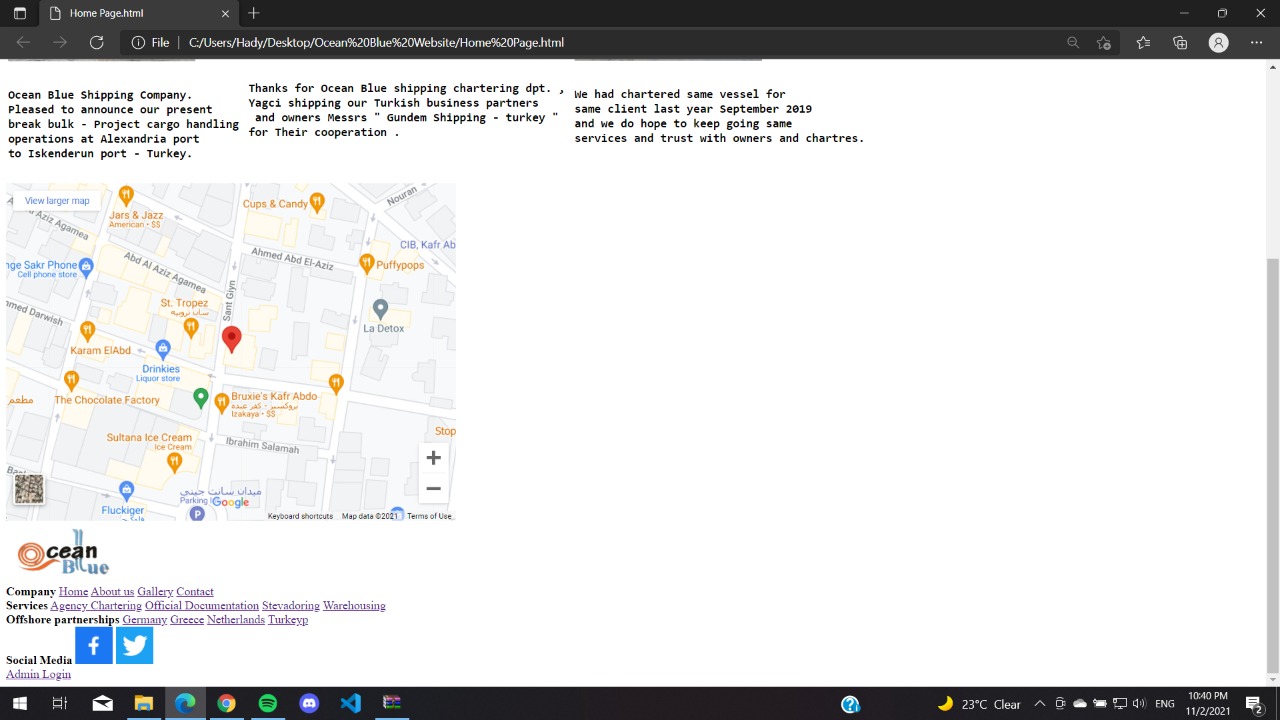 Home Page.html
File | C:/Users/Hady/Desktop/Ocean%20Blue%20Website/Home%20Page.html
Ocean Blue Shipping Company.
Pleased to announce our present
break bulk - Project cargo handling
operations at Alexandria port
to Iskenderun port - Turkey.
Thanks for Ocean Blue shipping chartering dpt. ,
Yagci shipping our Turkish business partners
and owners Messrs " Gundem Shipping - turkey "
for Their cooperation .
We had chartered same vessel for
same client last year September 2019
and we do hope to keep going same
services and trust with owners and chartres.
View larger map
Jars & Jazz
American • $$
Cups & Candy
Nouran
d Aziz Agamea
CIB, Kafr Ab
Ahmed Abd El-Aziz
Puffypops
nge Sakr Phone
Cell phone store
Abd Al Aziz Agamea
Sant Giyn
St. Tropez
سان تروبيه
La Detox
hmed Darwish
Karam ElAbd
Drinkies
Liquor store
مطعم
The Chocolate Factory
Bruxie's Kafr Abdo
بروكسيز - كفر عبده
Izakaya • $$
Stop
Sultana Ice Cream
Ice Cream
Ibrahim Salamah
ميدان سانت جيني
Parking
Google
Fluckiger
P
Keyboard shortcuts
Map data ©2021
Terms of Use
Ocean
Blue
Company Home About us Gallery Contact
Services Agency Chartering Official Documentation Stevadoring Warehousing
Offshore partnerships Germany Greece Netherlands Turkeyp
Social Media
Admin Login
23°C Clear
ENG
10:40 PM
11/2/2021
2